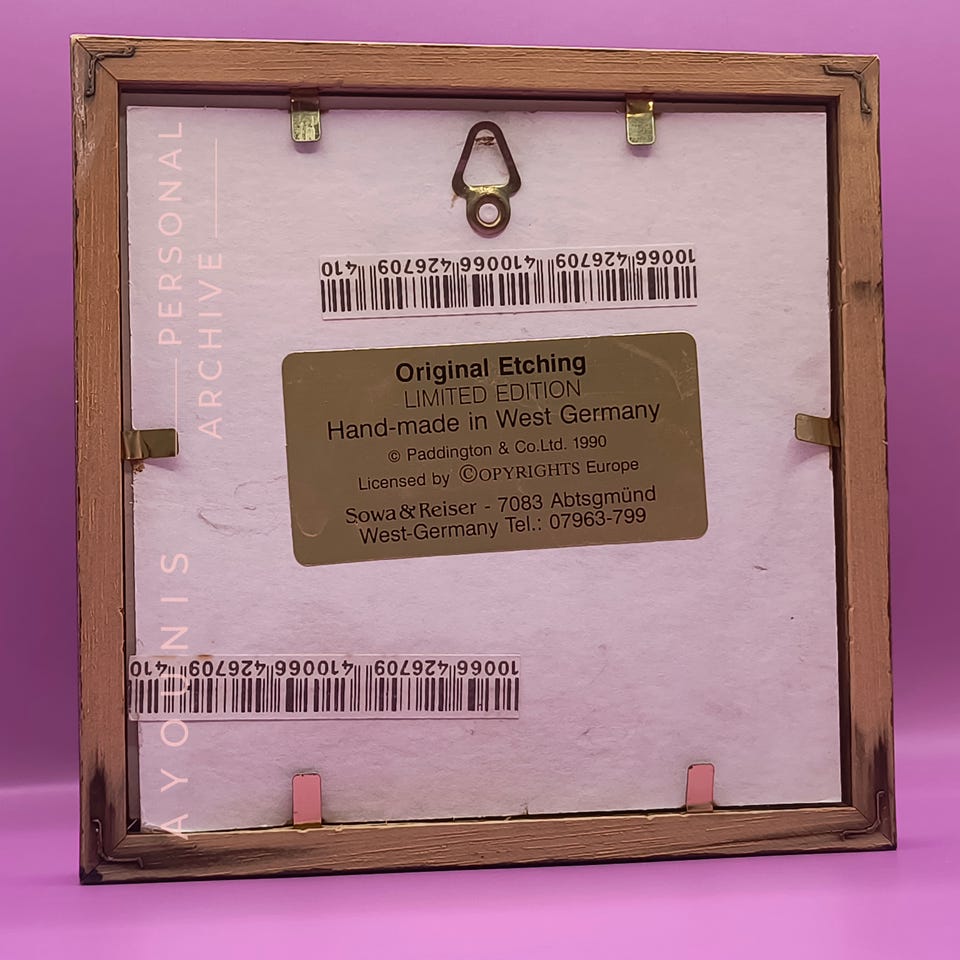 10066 426709 410066 426709 410
Original Etching
LIMITED EDITION
Hand-made in West Germany
© Paddington & Co.Ltd. 1990
Licensed by ©OPYRIGHTS Europe
Sowa & Reiser - 7083 Abtsgmünd
West-Germany Tel.: 07963-799
10066 426709 410066 426709 410
A YOUNIS
PERSONAL
ARCHIVE